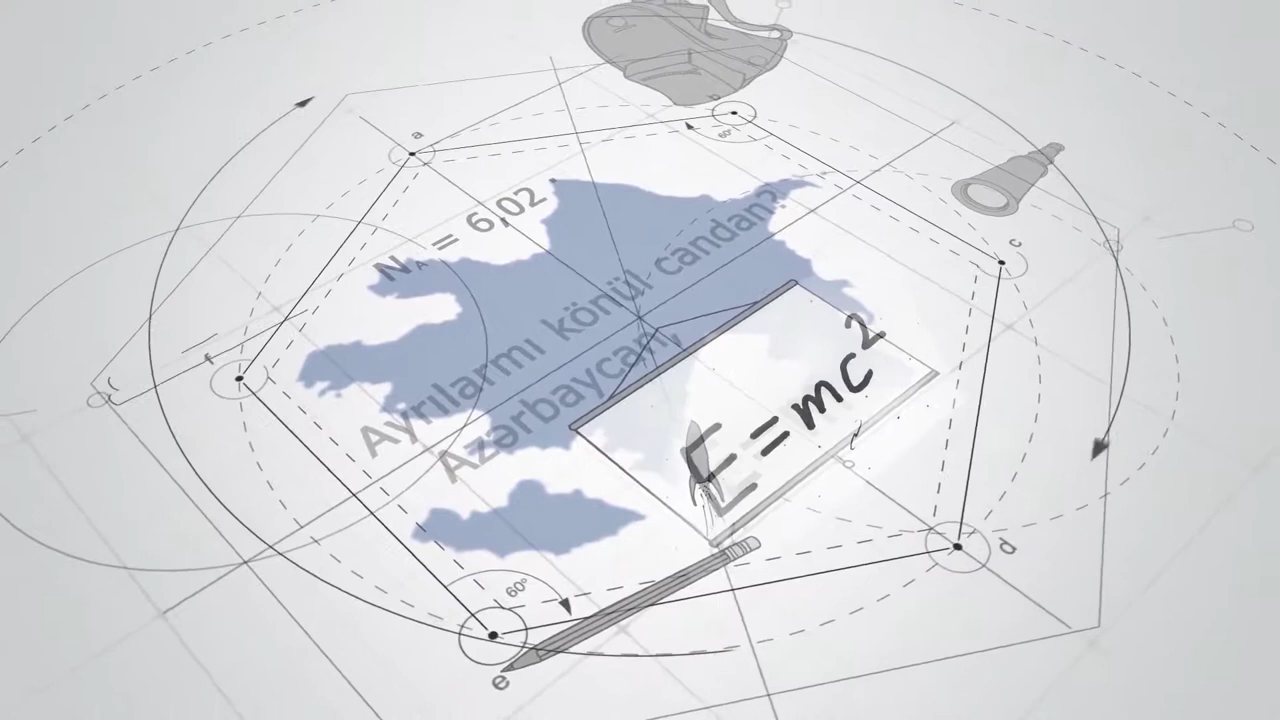 a
60°
N_A = 6,02
c
Ayrılarmı könül candan?
Azərbaycan,
f
E=mc²
d
60°
e